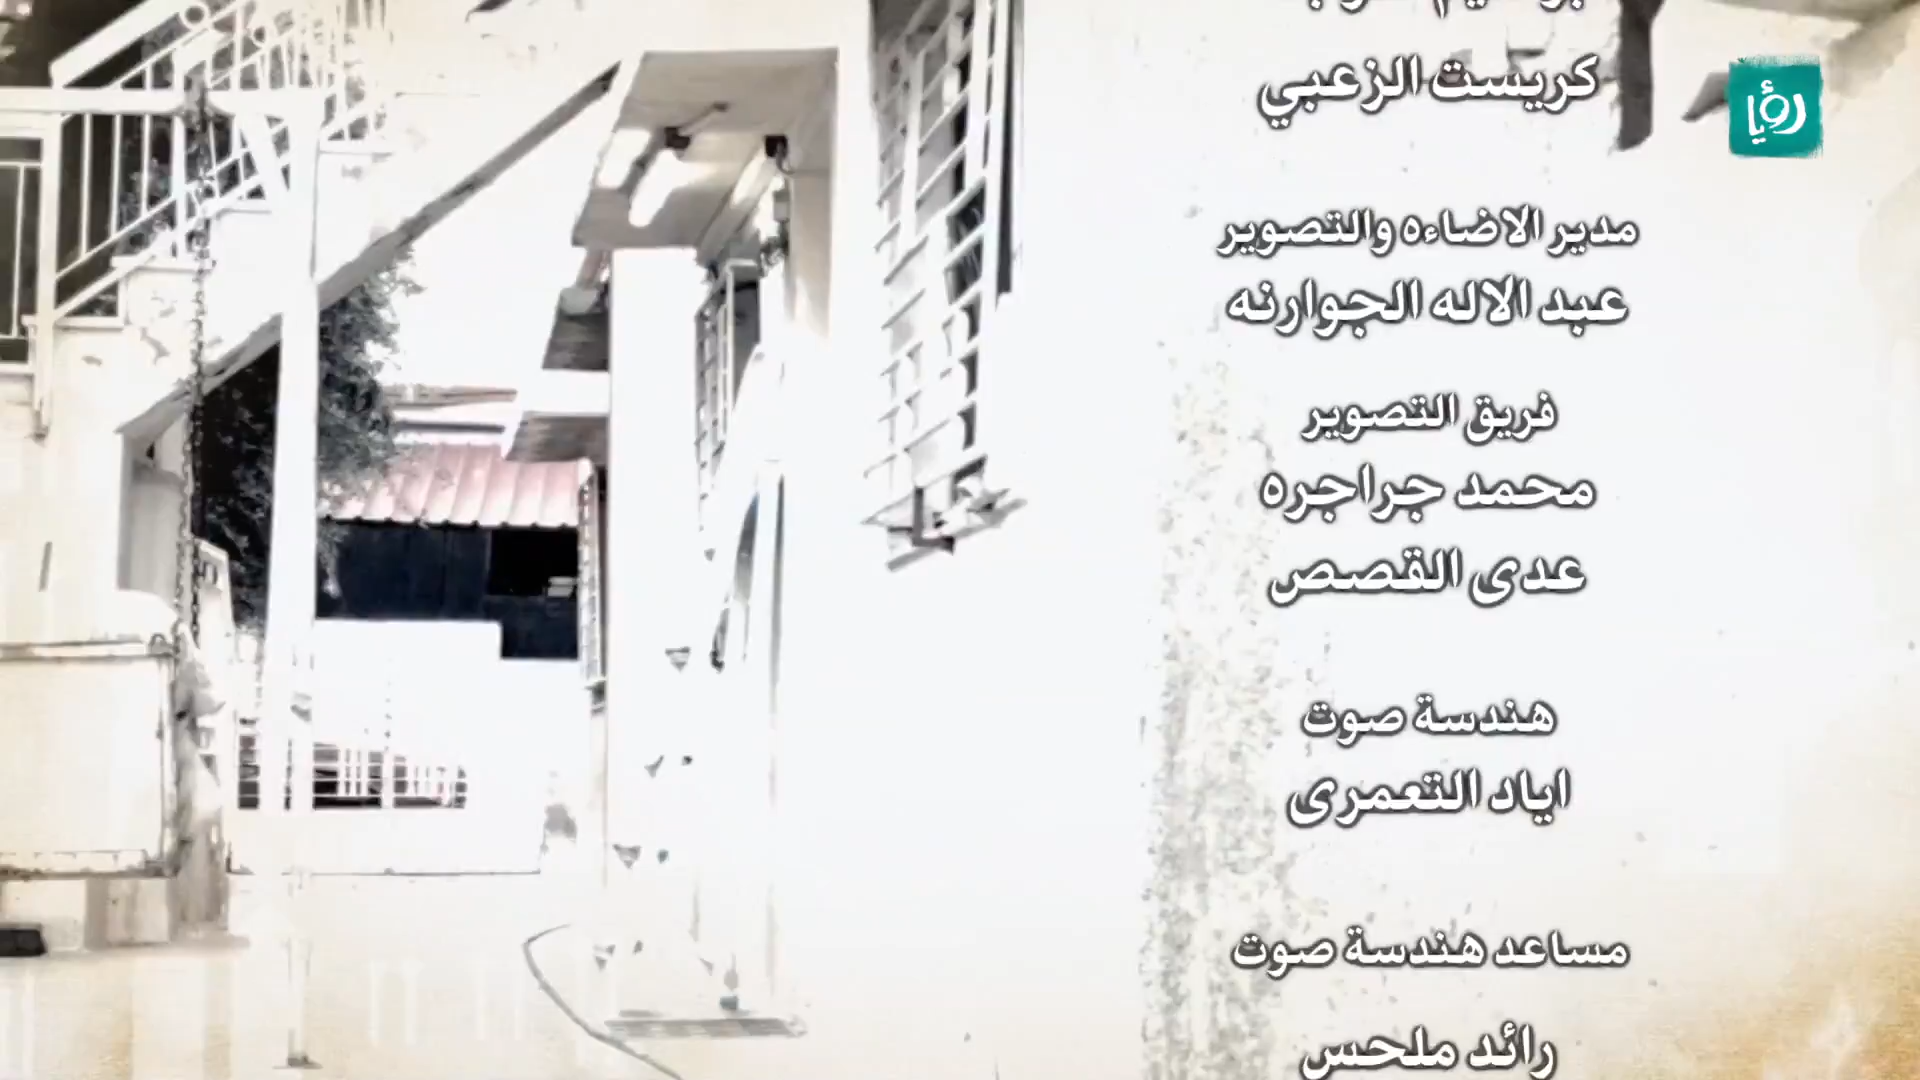 كريست الزعبي
رؤيا
مدير الاضاءه والتصوير
عبد الاله الجوارنه
فريق التصوير
محمد جراجره
عدى القصص
هندسة صوت
اياد التعمرى
مساعد هندسة صوت
رائد ملحس